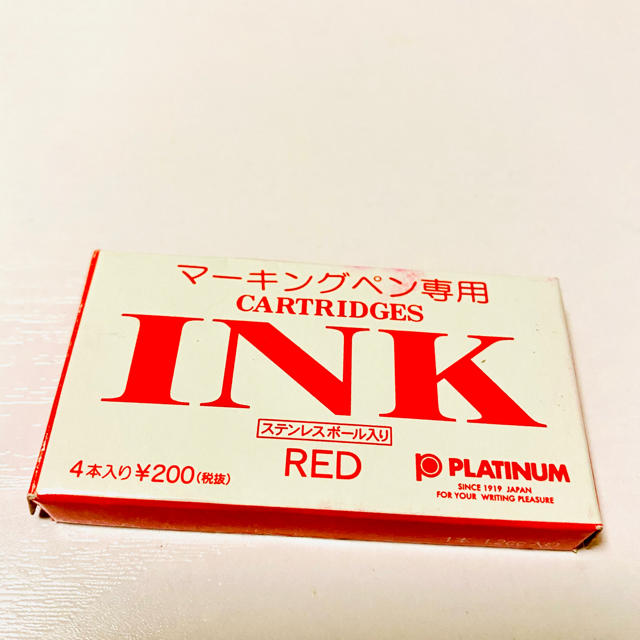 マーキングペン専用
CARTRIDGES
INK
ステンレスボール入り
4本入り¥200(税抜)
RED
PLATINUM
SINCE 1919 JAPAN
FOR YOUR WRITING PLEASURE